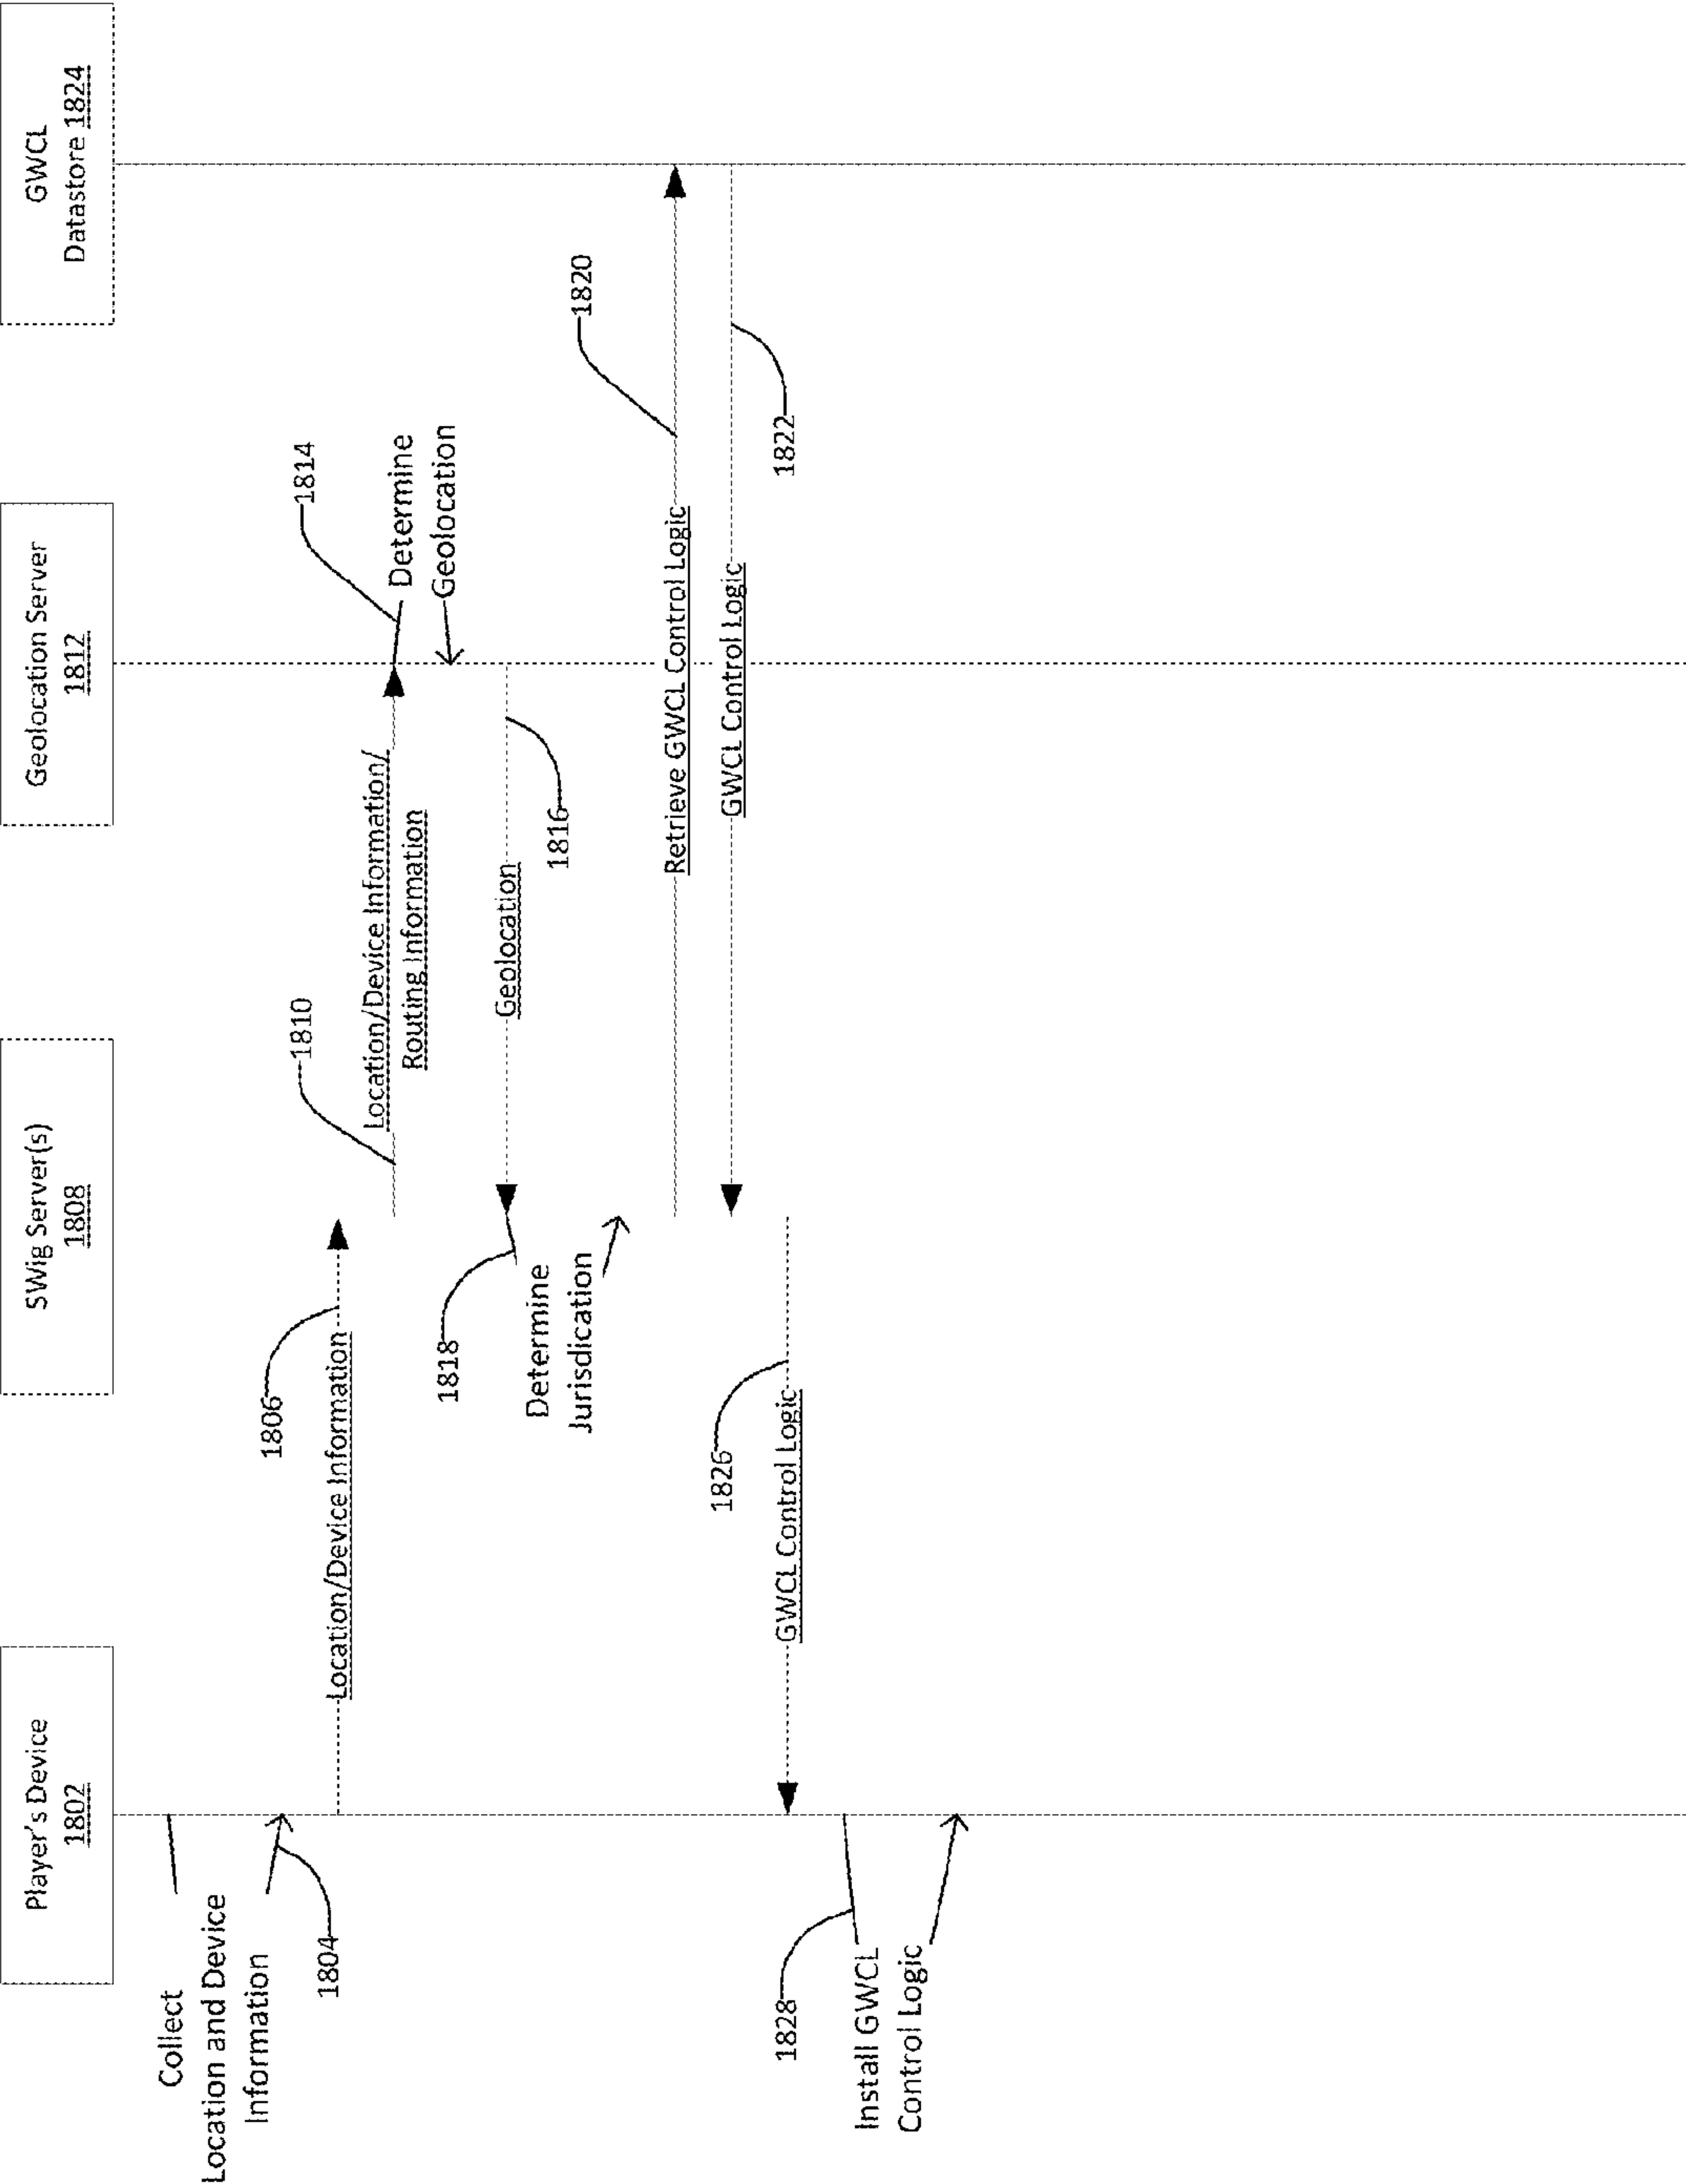 Player's Device
1802
SWig Server(s)
1808
Geolocation Server
1812
GWCL
Datastore 1824
Collect
Location and Device
Information
1804
1806
Location/Device Information
1810
Location/Device Information/
Routing Information
1814
Determine
Geolocation
1816
Geolocation
1818
Determine
Jurisdication
1820
Retrieve GWCL Control Logic
GWCL Control Logic
1822
1826
GWCL Control Logic
1828
Install GWCL
Control Logic